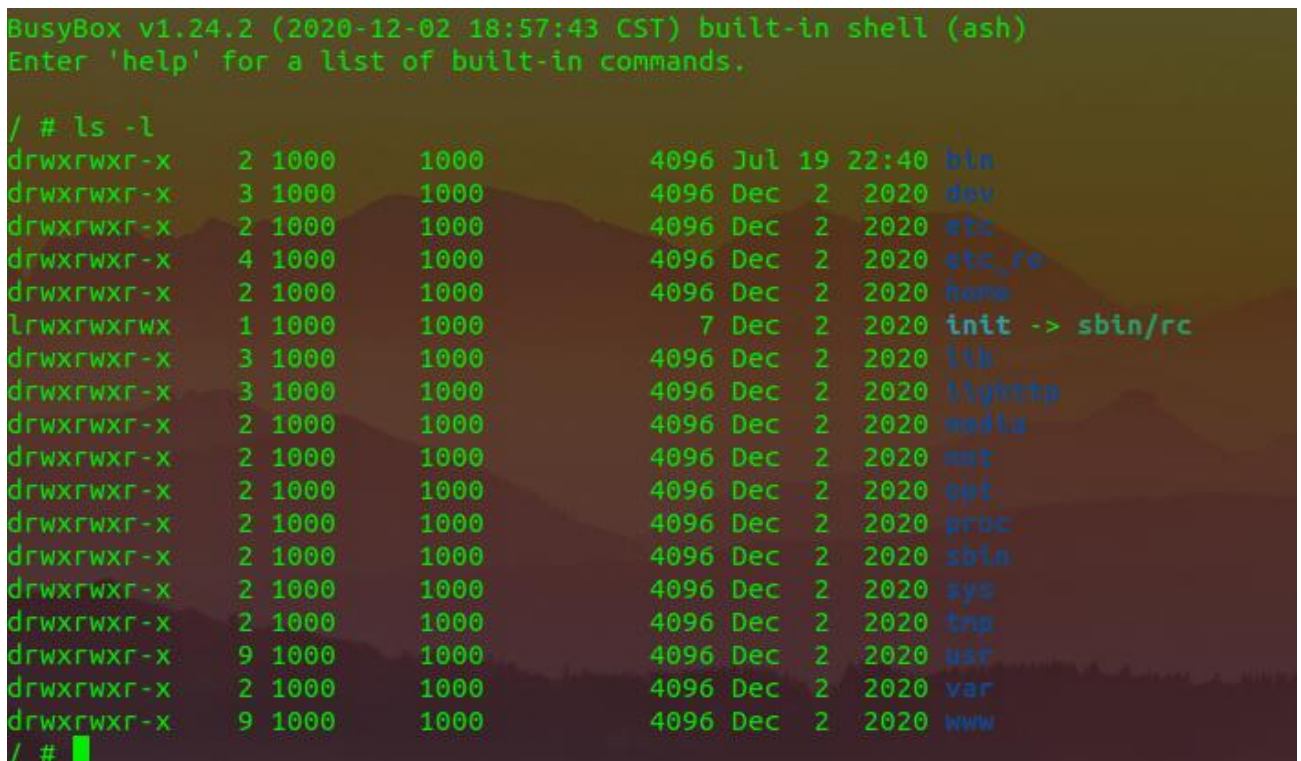 BusyBox v1.24.2 (2020-12-02 18:57:43 CST) built-in shell (ash)
Enter 'help' for a list of built-in commands.
/ # ls -l
drwxrwxr-x    2 1000     1000          4096 Jul 19 22:40 bin
drwxrwxr-x    3 1000     1000          4096 Dec  2  2020 dev
drwxrwxr-x    2 1000     1000          4096 Dec  2  2020 etc
drwxrwxr-x    4 1000     1000          4096 Dec  2  2020 etc_ro
drwxrwxr-x    2 1000     1000          4096 Dec  2  2020 home
lrwxrwxrwx    1 1000     1000             7 Dec  2  2020 init -> sbin/rc
drwxrwxr-x    3 1000     1000          4096 Dec  2  2020 lib
drwxrwxr-x    3 1000     1000          4096 Dec  2  2020 lighttp
drwxrwxr-x    2 1000     1000          4096 Dec  2  2020 media
drwxrwxr-x    2 1000     1000          4096 Dec  2  2020 mnt
drwxrwxr-x    2 1000     1000          4096 Dec  2  2020 opt
drwxrwxr-x    2 1000     1000          4096 Dec  2  2020 proc
drwxrwxr-x    2 1000     1000          4096 Dec  2  2020 sbin
drwxrwxr-x    2 1000     1000          4096 Dec  2  2020 sys
drwxrwxr-x    2 1000     1000          4096 Dec  2  2020 tmp
drwxrwxr-x    9 1000     1000          4096 Dec  2  2020 usr
drwxrwxr-x    2 1000     1000          4096 Dec  2  2020 var
drwxrwxr-x    9 1000     1000          4096 Dec  2  2020 www
/ #